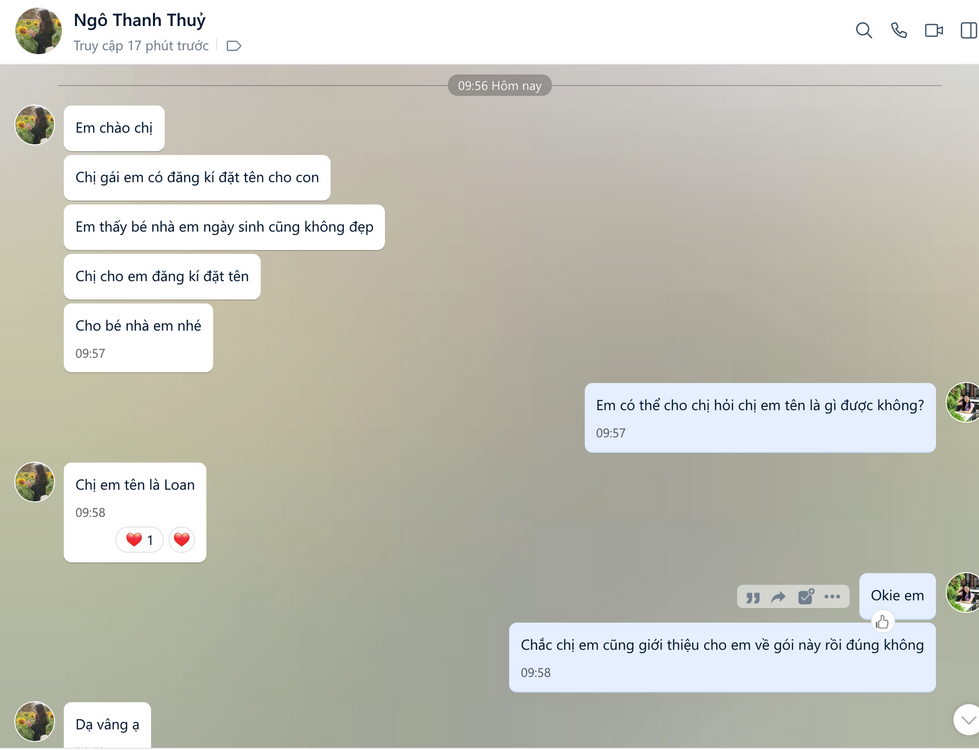 Ngô Thanh Thuỷ
Truy cập 17 phút trước
09:56 Hôm nay
Em chào chị
Chị gái em có đăng kí đặt tên cho con
Em thấy bé nhà em ngày sinh cũng không đẹp
Chị cho em đăng kí đặt tên
Cho bé nhà em nhé
09:57
Em có thể cho chị hỏi chị em tên là gì được không?
09:57
Chị em tên là Loan
09:58
1
Okie em
Chắc chị em cũng giới thiệu cho em về gói này rồi đúng không
09:58
Dạ vâng ạ